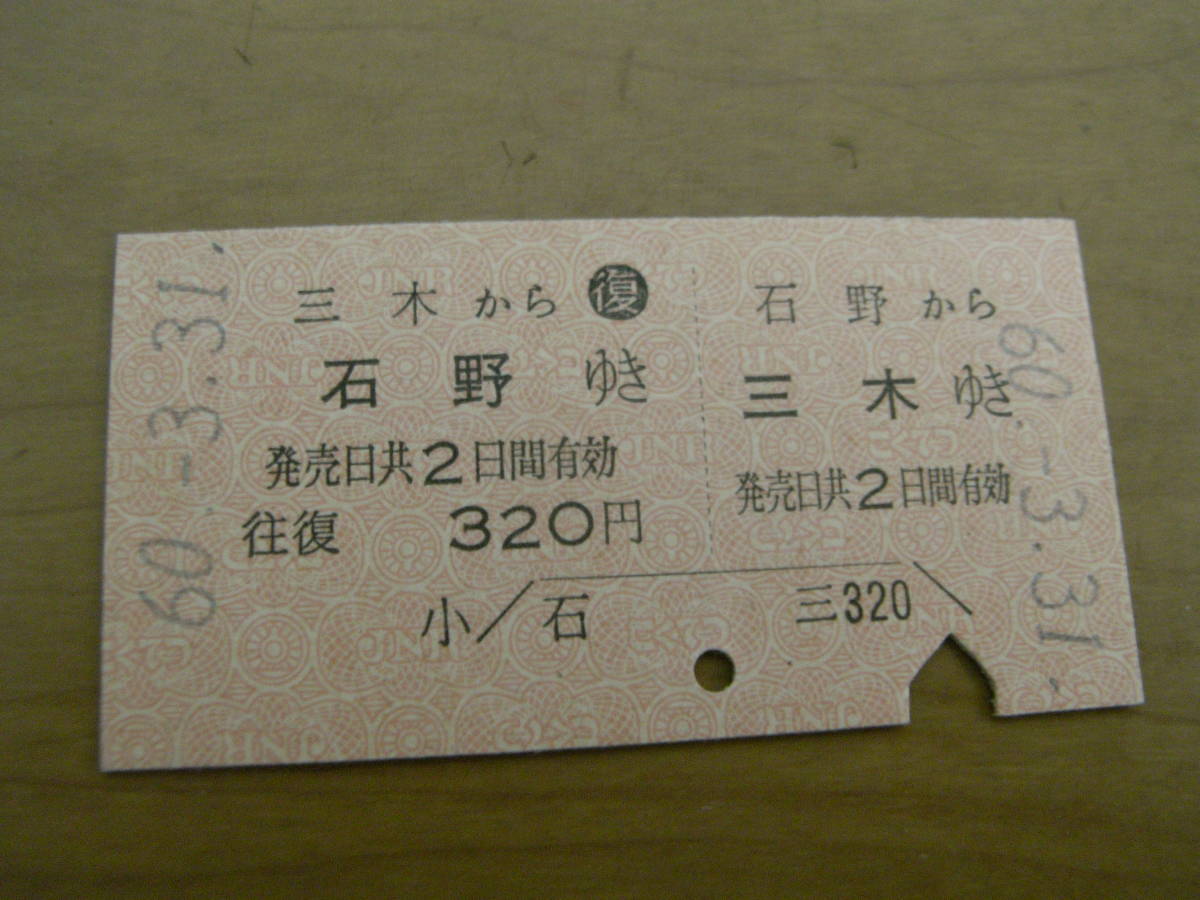 三木から 復
石野ゆき
発売日共2日間有効
往復 320円
小 石
60.-3.31.
石野から
三木ゆき
発売日共2日間有効
三320
60.-3.31.